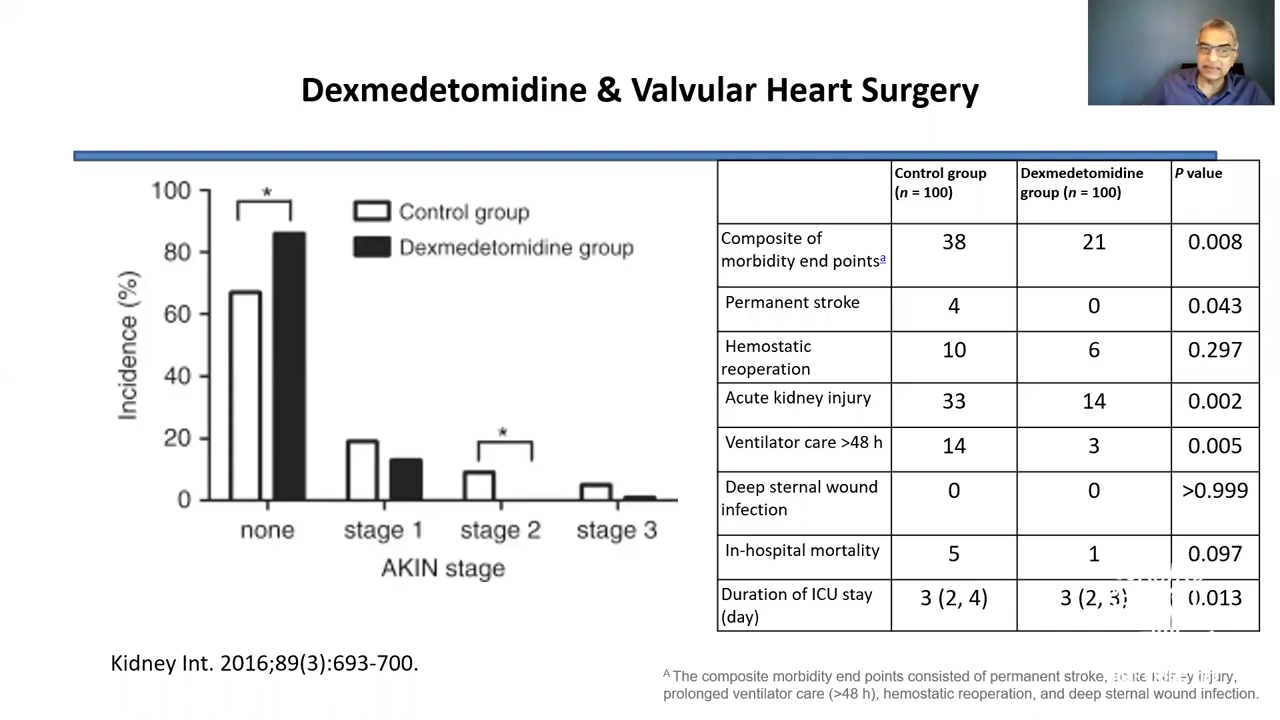 Dexmedetomidine & Valvular Heart Surgery
100
80
60
40
20
0
Incidence (%)
*
*
Control group
Dexmedetomidine group
none stage 1 stage 2 stage 3
AKIN stage
Kidney Int. 2016;89(3):693-700.
Control group Dexmedetomidine P value
(n = 100) group (n = 100)
Composite of
morbidity end pointsa 38 21 0.008
Permanent stroke 4 0 0.043
Hemostatic
reoperation 10 6 0.297
Acute kidney injury 33 14 0.002
Ventilator care >48 h 14 3 0.005
Deep sternal wound
infection 0 0 >0.999
In-hospital mortality 5 1 0.097
Duration of ICU stay
(day) 3 (2, 4) 3 (2, 3) 0.013
A The composite morbidity end points consisted of permanent stroke, acute kidney injury,
prolonged ventilator care (>48 h), hemostatic reoperation, and deep sternal wound infection.